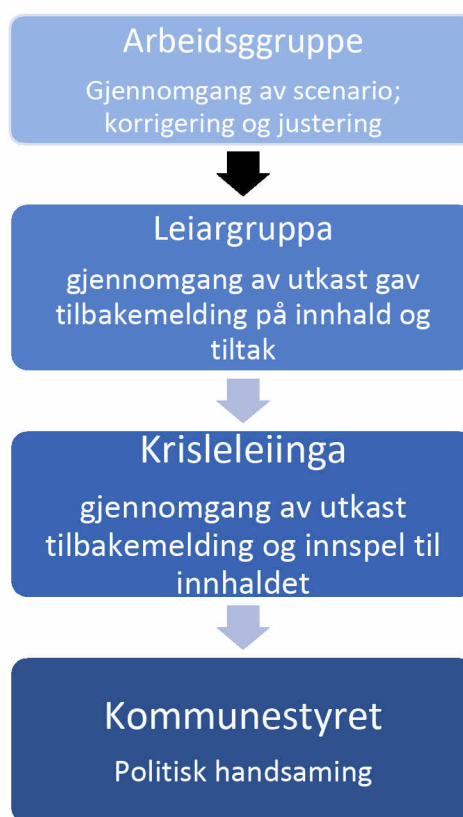 Arbeidsggruppe
Gjennomgang av scenario;
korrigering og justering
Leiargruppa
gjennomgang av utkast gav
tilbakemelding på innhald og
tiltak
Krisleleiinga
gjennomgang av utkast
tilbakemelding og innspel til
innhaldet
Kommunestyret
Politisk handsaming